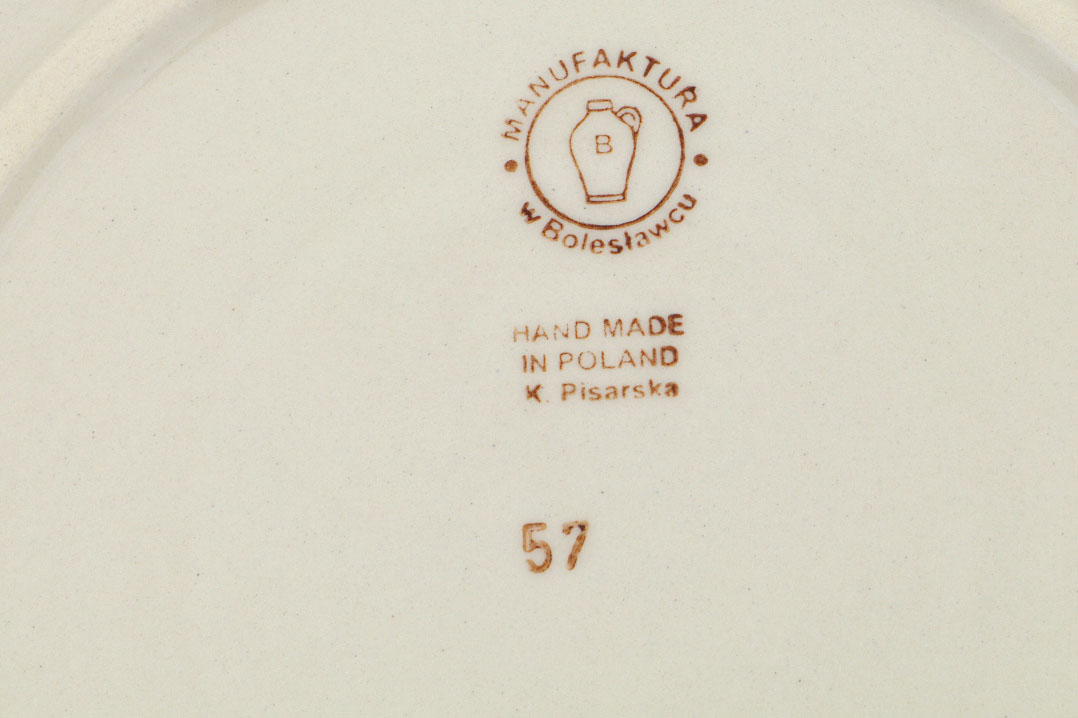 MANUFAKTURA
B
w Bolesławcu
HAND MADE
IN POLAND
K. Pisarska
57